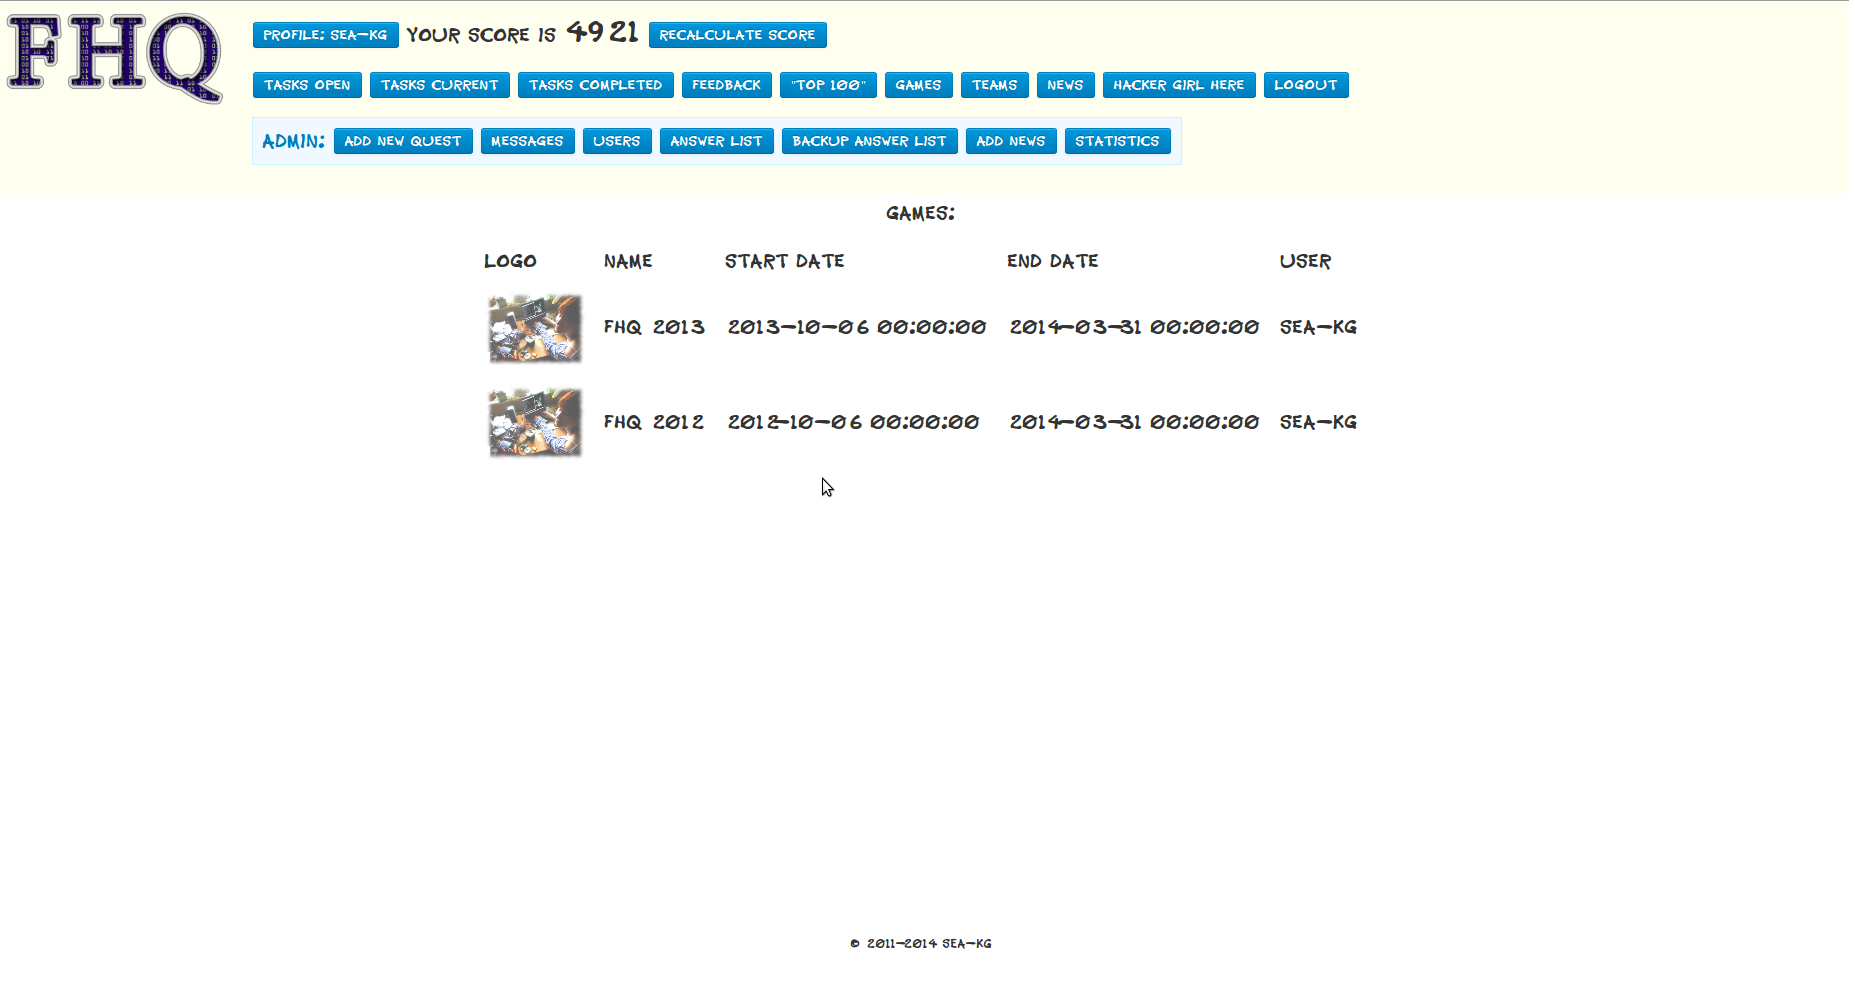 FHQ
PROFILE: SEA-KG YOUR SCORE IS 4921 RECALCULATE SCORE
TASKS OPEN TASKS CURRENT TASKS COMPLETED FEEDBACK "TOP 100" GAMES TEAMS NEWS HACKER GIRL HERE LOGOUT
ADMIN: ADD NEW QUEST MESSAGES USERS ANSWER LIST BACKUP ANSWER LIST ADD NEWS STATISTICS
GAMES:
LOGO NAME START DATE END DATE USER
FHQ 2013 2013-10-06 00:00:00 2014-03-31 00:00:00 SEA-KG
FHQ 2012 2012-10-06 00:00:00 2014-03-31 00:00:00 SEA-KG
© 2011-2014 SEA-KG